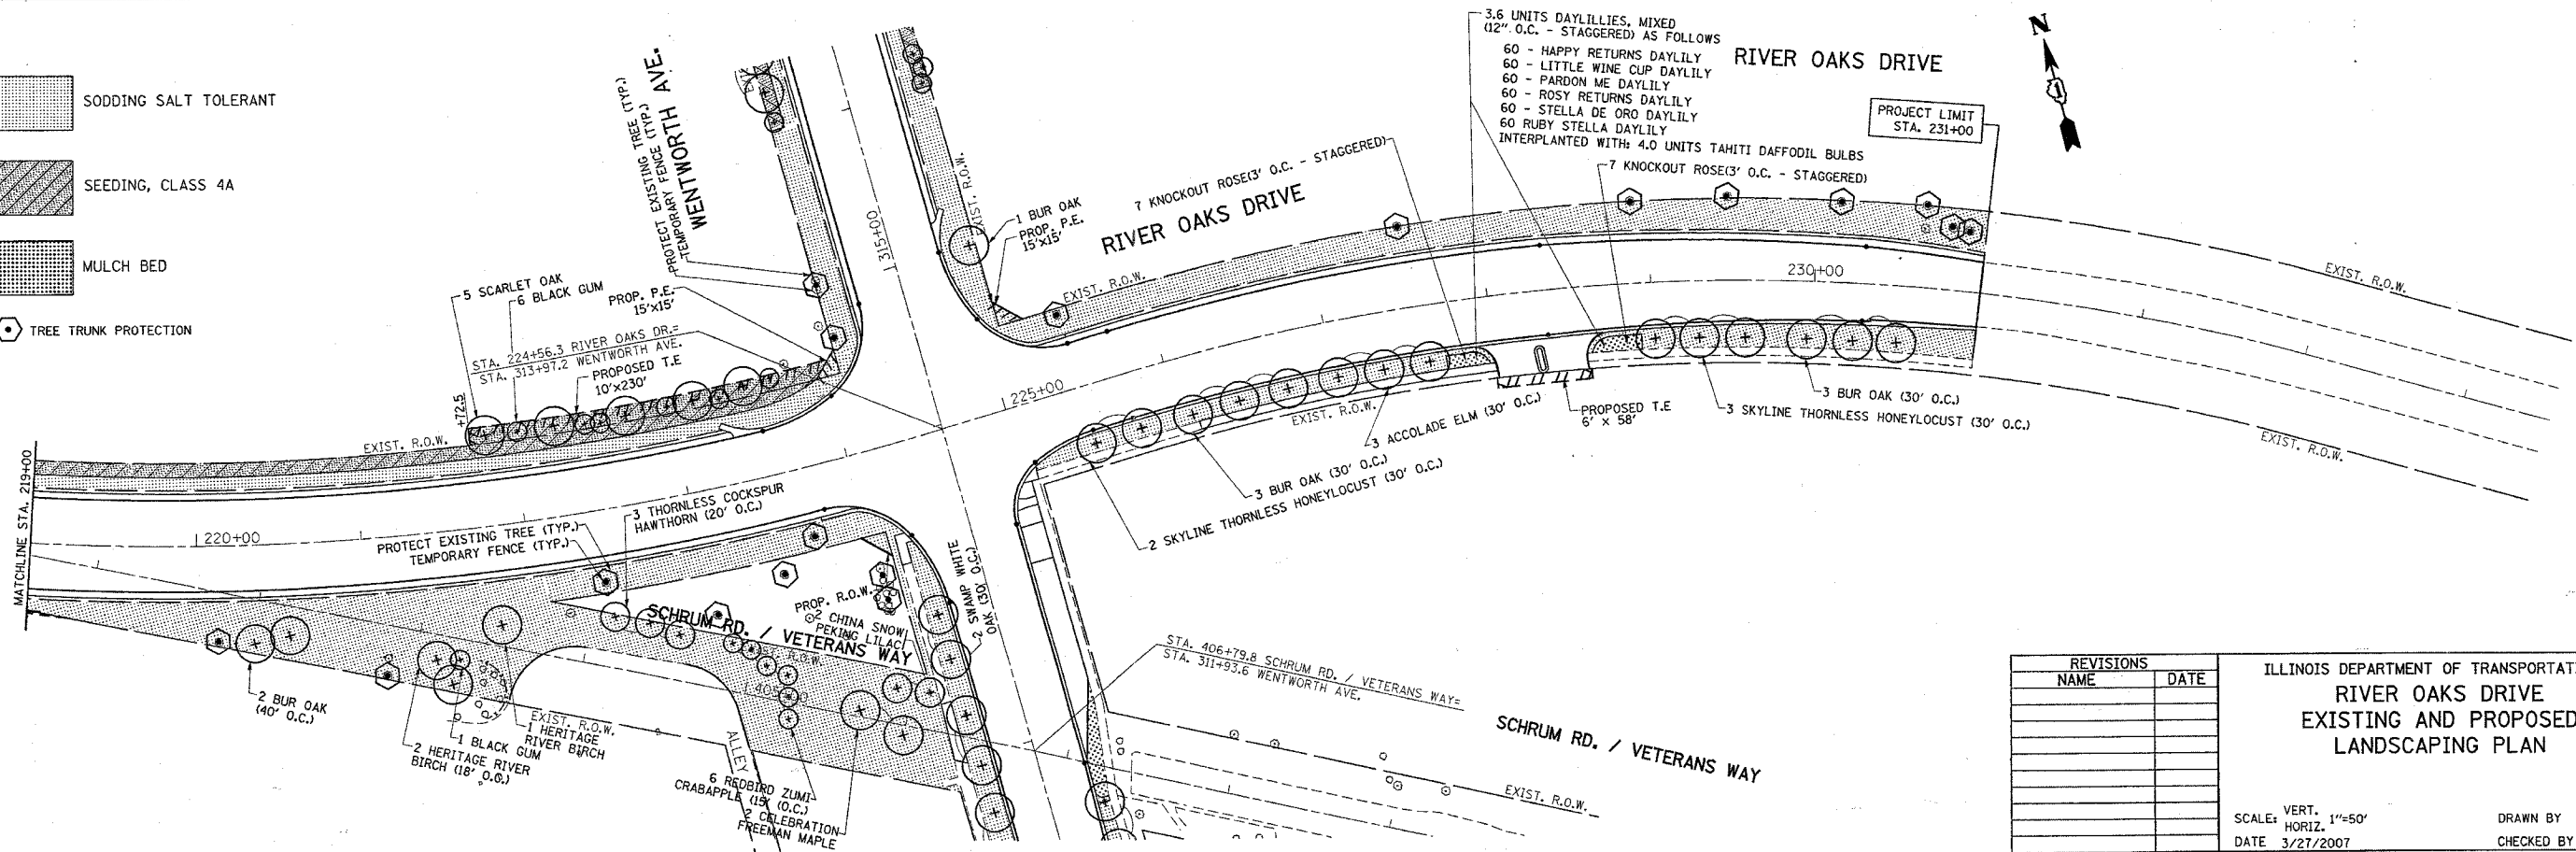 SODDING SALT TOLERANT
SEEDING, CLASS 4A
MULCH BED
TREE TRUNK PROTECTION
5 SCARLET OAK
6 BLACK GUM
PROP. P.E.
15'x15'
STA. 224+56.3 RIVER OAKS DR.=
STA. 313+97.2 WENTWORTH AVE.
PROPOSED T.E
10'x230'
+72.5
EXIST. R.O.W.
PROTECT EXISTING TREE (TYP.)
TEMPORARY FENCE (TYP.)
WENTWORTH AVE.
315+00
EXIST. R.O.W.
1 BUR OAK
PROP. P.E.
15'x15'
7 KNOCKOUT ROSE(3' O.C. - STAGGERED)
RIVER OAKS DRIVE
EXIST. R.O.W.
3.6 UNITS DAYLILLIES, MIXED
(12" O.C. - STAGGERED) AS FOLLOWS
60 - HAPPY RETURNS DAYLILY
60 - LITTLE WINE CUP DAYLILY
60 - PARDON ME DAYLILY
60 - ROSY RETURNS DAYLILY
60 - STELLA DE ORO DAYLILY
60 RUBY STELLA DAYLILY
INTERPLANTED WITH: 4.0 UNITS TAHITI DAFFODIL BULBS
7 KNOCKOUT ROSE(3' O.C. - STAGGERED)
RIVER OAKS DRIVE
PROJECT LIMIT
STA. 231+00
N
1
230+00
EXIST. R.O.W.
EXIST. R.O.W.
225+00
EXIST. R.O.W.
3 BUR OAK (30' O.C.)
3 SKYLINE THORNLESS HONEYLOCUST (30' O.C.)
PROPOSED T.E
6' x 58'
3 ACCOLADE ELM (30' O.C.)
3 BUR OAK (30' O.C.)
2 SKYLINE THORNLESS HONEYLOCUST (30' O.C.)
MATCHLINE STA. 219+00
220+00
PROTECT EXISTING TREE (TYP.)
TEMPORARY FENCE (TYP.)
3 THORNLESS COCKSPUR
HAWTHORN (20' O.C.)
PROP. R.O.W.
2 CHINA SNOW
PEKING LILAC
2 SWAMP WHITE
OAK (30' O.C.)
SCHRUM RD. / VETERANS WAY
R.O.W.
405+00
2 BUR OAK
(40' O.C.)
EXIST. R.O.W.
1 HERITAGE
RIVER BIRCH
1 BLACK GUM
2 HERITAGE RIVER
BIRCH (18' O.C.)
ALLEY
6 REDBIRD ZUMI
CRABAPPLE (15' O.C.)
2 CELEBRATION
FREEMAN MAPLE
STA. 406+79.8 SCHRUM RD. / VETERANS WAY=
STA. 311+93.6 WENTWORTH AVE.
SCHRUM RD. / VETERANS WAY
EXIST. R.O.W.
REVISIONS
NAME DATE
ILLINOIS DEPARTMENT OF TRANSPORTATI
RIVER OAKS DRIVE
EXISTING AND PROPOSED
LANDSCAPING PLAN
SCALE: VERT.
HORIZ. 1"=50'
DRAWN BY
DATE 3/27/2007
CHECKED BY